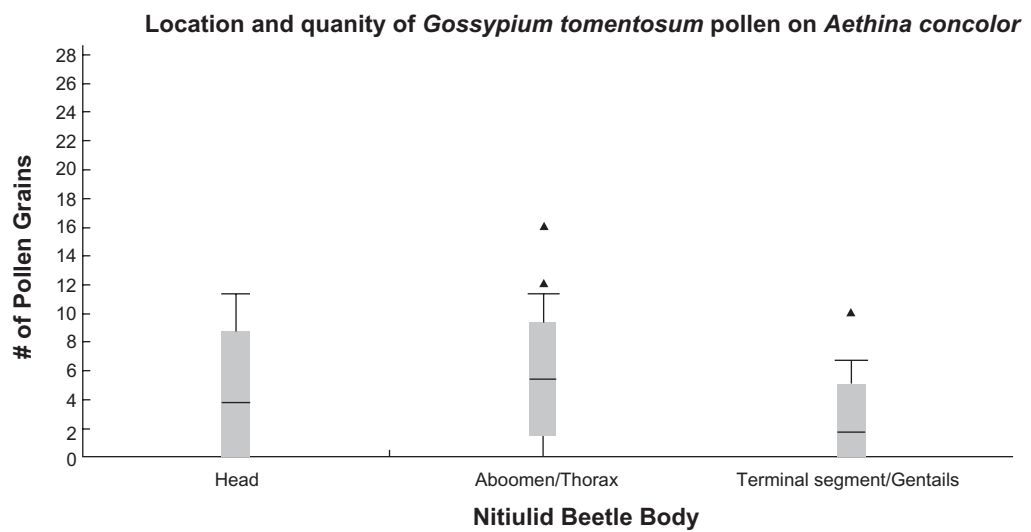 Location and quanity of Gossypium tomentosum pollen on Aethina concolor
28
26
24
22
20
18
16
14
12
10
8
6
4
2
0
# of Pollen Grains
Head
Aboomen/Thorax
Terminal segment/Gentails
Nitiulid Beetle Body